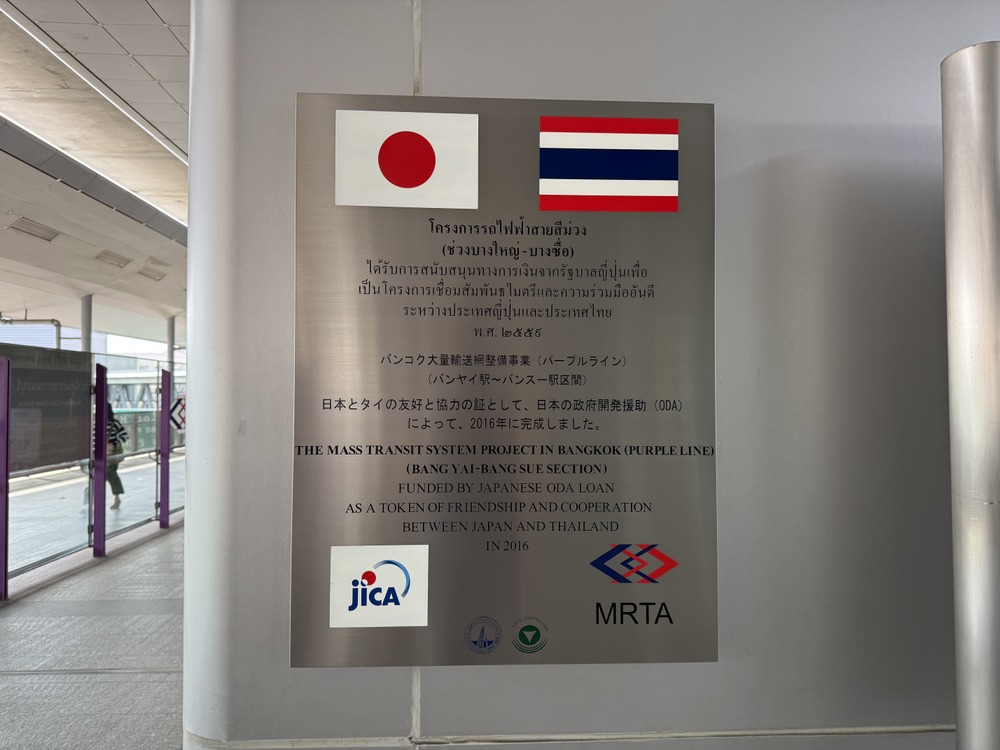 โครงการรถไฟฟ้าสายสีม่วง
(ช่วงบางใหญ่ - บางซื่อ)
ได้รับการสนับสนุนทางการเงินจากรัฐบาลญี่ปุ่นเพื่อ
เป็นโครงการเชื่อมสัมพันธไมตรีและความร่วมมืออันดี
ระหว่างประเทศญี่ปุ่นและประเทศไทย
พ.ศ. ๒๕๕๙
バンコク大量輸送網整備事業（パープルライン）
（バンヤイ駅～バンスー駅区間）
日本とタイの友好と協力の証として、日本の政府開発援助（ODA）
によって、2016年に完成しました。
THE MASS TRANSIT SYSTEM PROJECT IN BANGKOK (PURPLE LINE)
(BANG YAI-BANG SUE SECTION)
FUNDED BY JAPANESE ODA LOAN
AS A TOKEN OF FRIENDSHIP AND COOPERATION
BETWEEN JAPAN AND THAILAND
IN 2016
jICA
MRTA